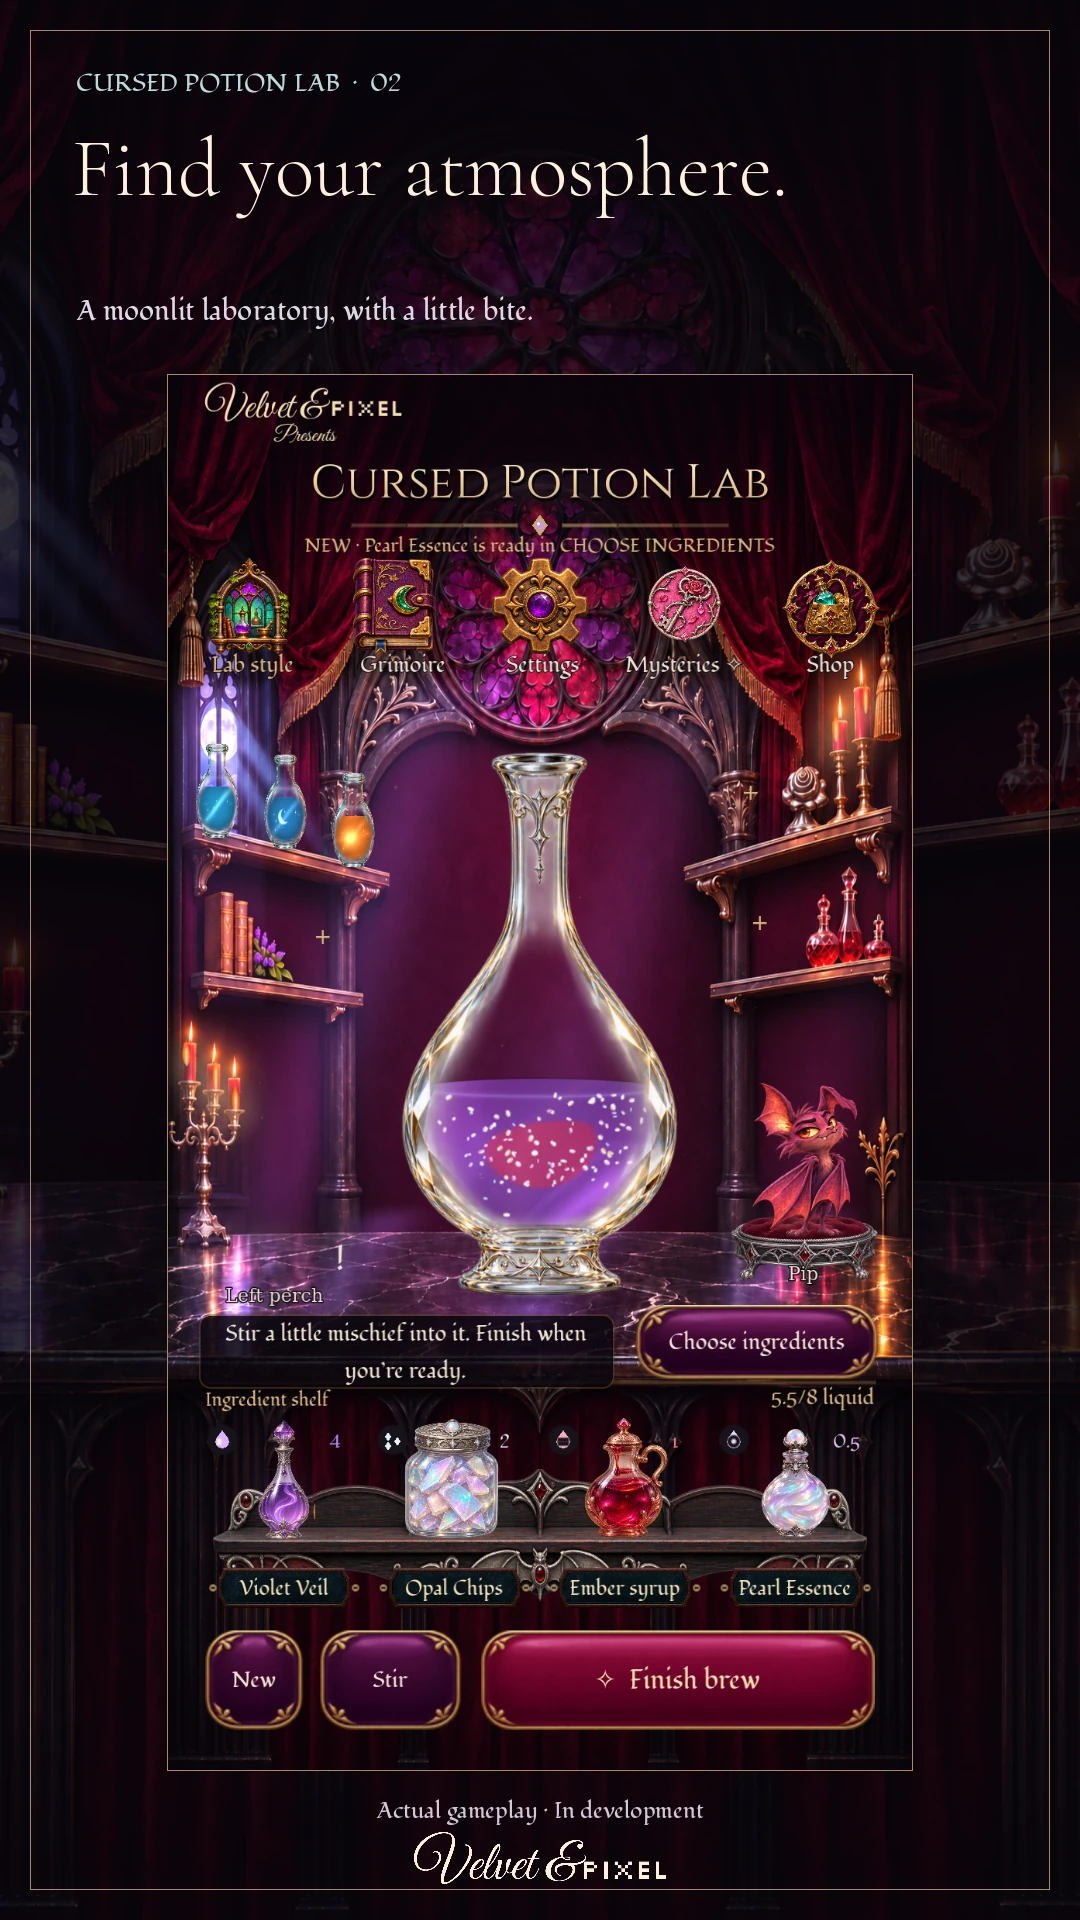 CURSED POTION LAB · 02
Find your atmosphere.
A moonlit laboratory, with a little bite.
Velvet & PIXEL
Presents
CURSED POTION LAB
NEW · Pearl Essence is ready in CHOOSE INGREDIENTS
Lab style
Grimoire
Settings
Mysteries ✧
Shop
!
Left perch
Pip
Stir a little mischief into it. Finish when
you're ready.
Choose ingredients
Ingredient shelf
5.5/8 liquid
4
2
1
0.5
Violet Veil
Opal Chips
Ember syrup
Pearl Essence
New
Stir
✧ Finish brew
Actual gameplay · In development
Velvet & PIXEL